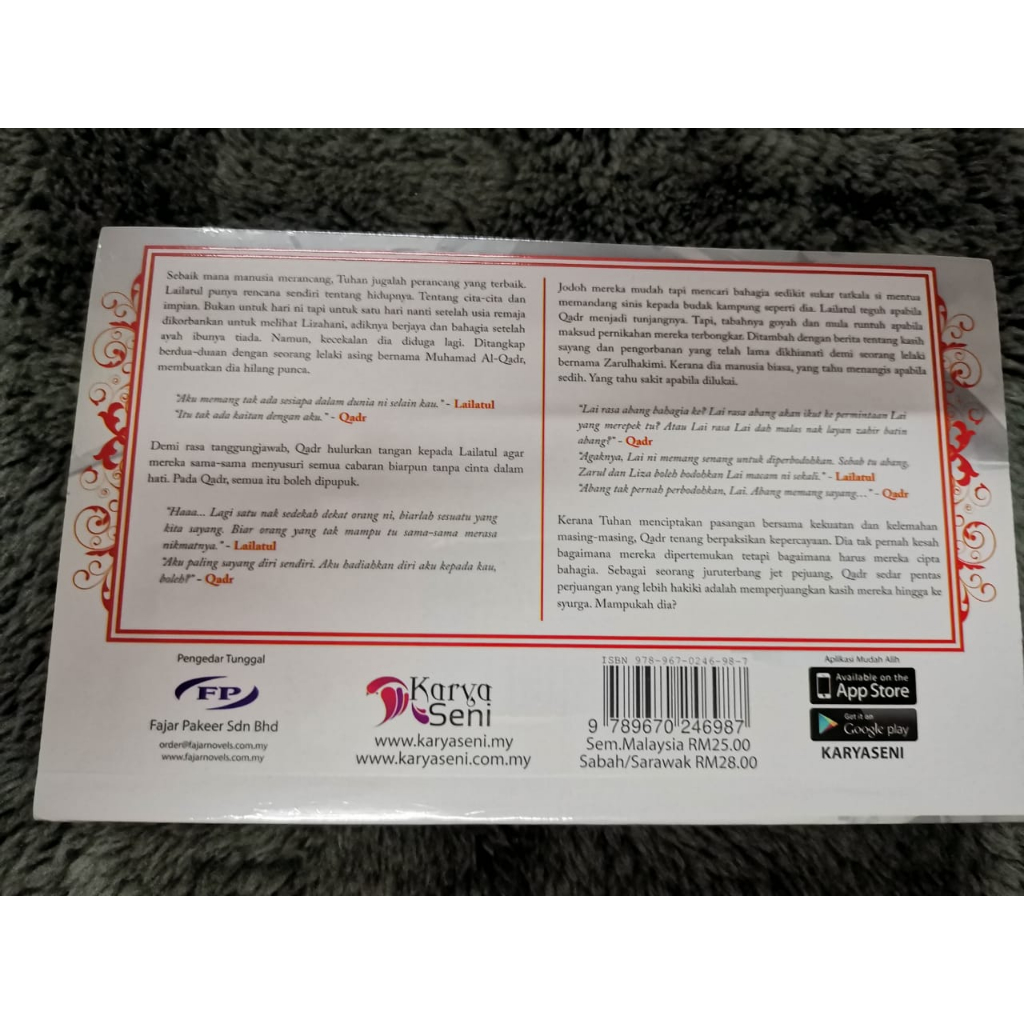 Sebaik mana manusia merancang, Tuhan jugalah perancang yang terbaik.
Lailatul punya rencana sendiri tentang hidupnya. Tentang cita-cita dan
impian. Bukan untuk hari ni tapi untuk satu hari nanti setelah usia remaja
dikorbankan untuk melihat Lizahani, adiknya berjaya dan bahagia setelah
ayah ibunya tiada. Namun, kecekalan dia diduga lagi. Ditangkap
berdua-duaan dengan seorang lelaki asing bernama Muhamad Al-Qadr,
membuatkan dia hilang punca.
"Aku memang tak ada sesiapa dalam dunia ni selain kau." - Lailatul
"Itu tak ada kaitan dengan aku." - Qadr
Demi rasa tanggungjawab, Qadr hulurkan tangan kepada Lailatul agar
mereka sama-sama menyusuri semua cabaran biarpun tanpa cinta dalam
hati. Pada Qadr, semua itu boleh dipupuk.
"Haaa... Lagi satu nak sedekah dekat orang ni, biarlah sesuatu yang
kita sayang. Biar orang yang tak mampu tu sama-sama merasa
nikmatnya." - Lailatul
"Aku paling sayang diri sendiri. Aku hadiahkan diri aku kepada kau,
boleh?" - Qadr
Jodoh mereka mudah tapi mencari bahagia sedikit sukar tatkala si mentua
memandang sinis kepada budak kampung seperti dia. Lailatul teguh apabila
Qadr menjadi tunjangnya. Tapi, tabahnya goyah dan mula runtuh apabila
maksud pernikahan mereka terbongkar. Ditambah dengan berita tentang kasih
sayang dan pengorbanan yang telah lama dikhianati demi seorang lelaki
bernama Zarulhakimi. Kerana dia manusia biasa, yang tahu menangis apabila
sedih. Yang tahu sakit apabila dilukai.
"Lai rasa abang bahagia ke? Lai rasa abang akan ikut ke permintaan Lai
yang merepek tu? Atau Lai rasa Lai dah malas nak layan zahir batin
abang?" - Qadr
"Agaknya, Lai ni memang senang untuk diperbodohkan. Sebab tu abang,
Zarul dan Liza boleh bodohkan Lai macam ni sekali." - Lailatul
"Abang tak pernah perbodohkan, Lai. Abang memang sayang..." - Qadr
Kerana Tuhan menciptakan pasangan bersama kekuatan dan kelemahan
masing-masing, Qadr tenang berpaksikan kepercayaan. Dia tak pernah kesah
bagaimana mereka dipertemukan tetapi bagaimana harus mereka cipta
bahagia. Sebagai seorang juruterbang jet pejuang, Qadr sedar pentas
perjuangan yang lebih hakiki adalah memperjuangkan kasih mereka hingga ke
syurga. Mampukah dia?
Pengedar Tunggal
FP
Fajar Pakeer Sdn Bhd
order@fajarnovels.com.my
www.fajarnovels.com.my
Karya
Seni
www.karyaseni.my
www.karyaseni.com.my
ISBN 978-967-0246-98-7
9 789670 246987
Sem.Malaysia RM25.00
Sabah/Sarawak RM28.00
Aplikasi Mudah Alih
Available on the
App Store
Get it on
Google play
KARYASENI